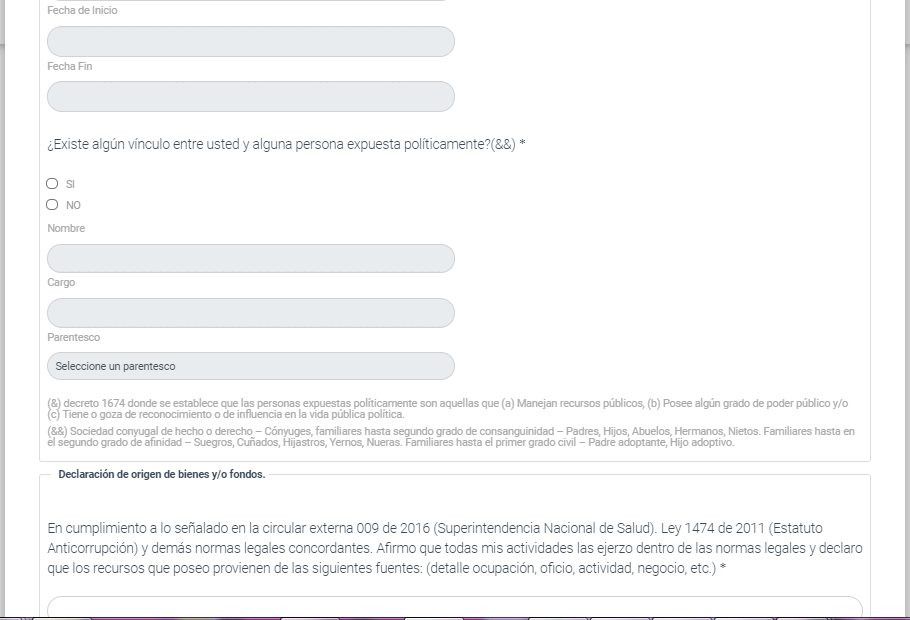 Fecha de Inicio
Fecha Fin
¿Existe algún vínculo entre usted y alguna persona expuesta políticamente?(&&) *
SI
NO
Nombre
Cargo
Parentesco
Seleccione un parentesco
(&) decreto 1674 donde se establece que las personas expuestas políticamente son aquellas que (a) Manejan recursos públicos, (b) Posee algún grado de poder público y/o
(c) Tiene o goza de reconocimiento o de influencia en la vida pública política.
(&&) Sociedad conyugal de hecho o derecho – Cónyuges, familiares hasta segundo grado de consanguinidad – Padres, Hijos, Abuelos, Hermanos, Nietos. Familiares hasta en
el segundo grado de afinidad – Suegros, Cuñados, Hijastros, Yernos, Nueras. Familiares hasta el primer grado civil – Padre adoptante, Hijo adoptivo.
Declaración de origen de bienes y/o fondos.
En cumplimiento a lo señalado en la circular externa 009 de 2016 (Superintendencia Nacional de Salud). Ley 1474 de 2011 (Estatuto
Anticorrupción) y demás normas legales concordantes. Afirmo que todas mis actividades las ejerzo dentro de las normas legales y declaro
que los recursos que poseo provienen de las siguientes fuentes: (detalle ocupación, oficio, actividad, negocio, etc.) *